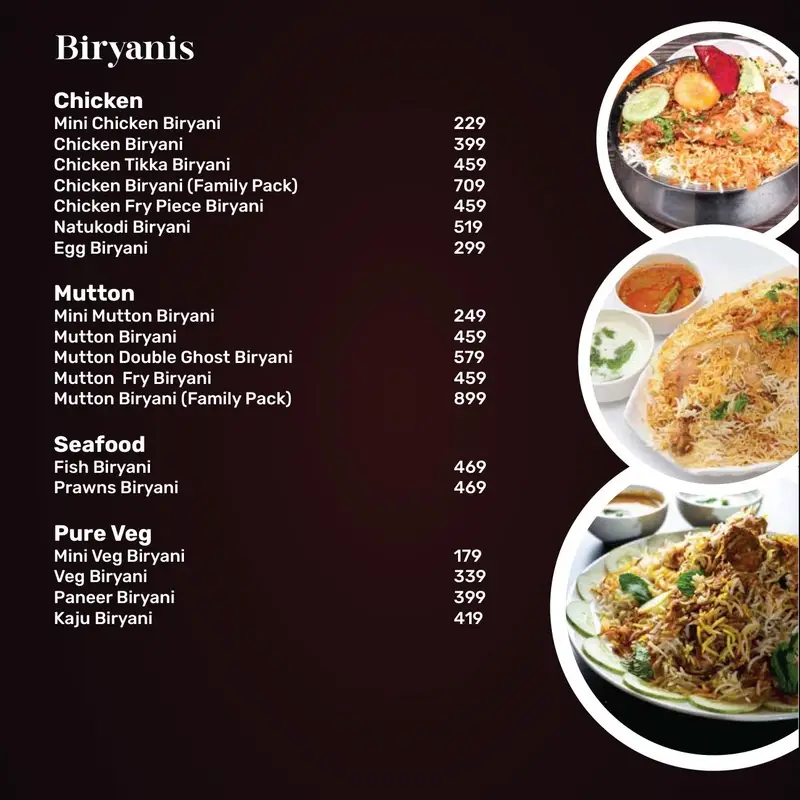 Biryanis
Chicken
Mini Chicken Biryani 229
Chicken Biryani 399
Chicken Tikka Biryani 459
Chicken Biryani (Family Pack) 709
Chicken Fry Piece Biryani 459
Natukodi Biryani 519
Egg Biryani 299
Mutton
Mini Mutton Biryani 249
Mutton Biryani 459
Mutton Double Ghost Biryani 579
Mutton Fry Biryani 459
Mutton Biryani (Family Pack) 899
Seafood
Fish Biryani 469
Prawns Biryani 469
Pure Veg
Mini Veg Biryani 179
Veg Biryani 339
Paneer Biryani 399
Kaju Biryani 419